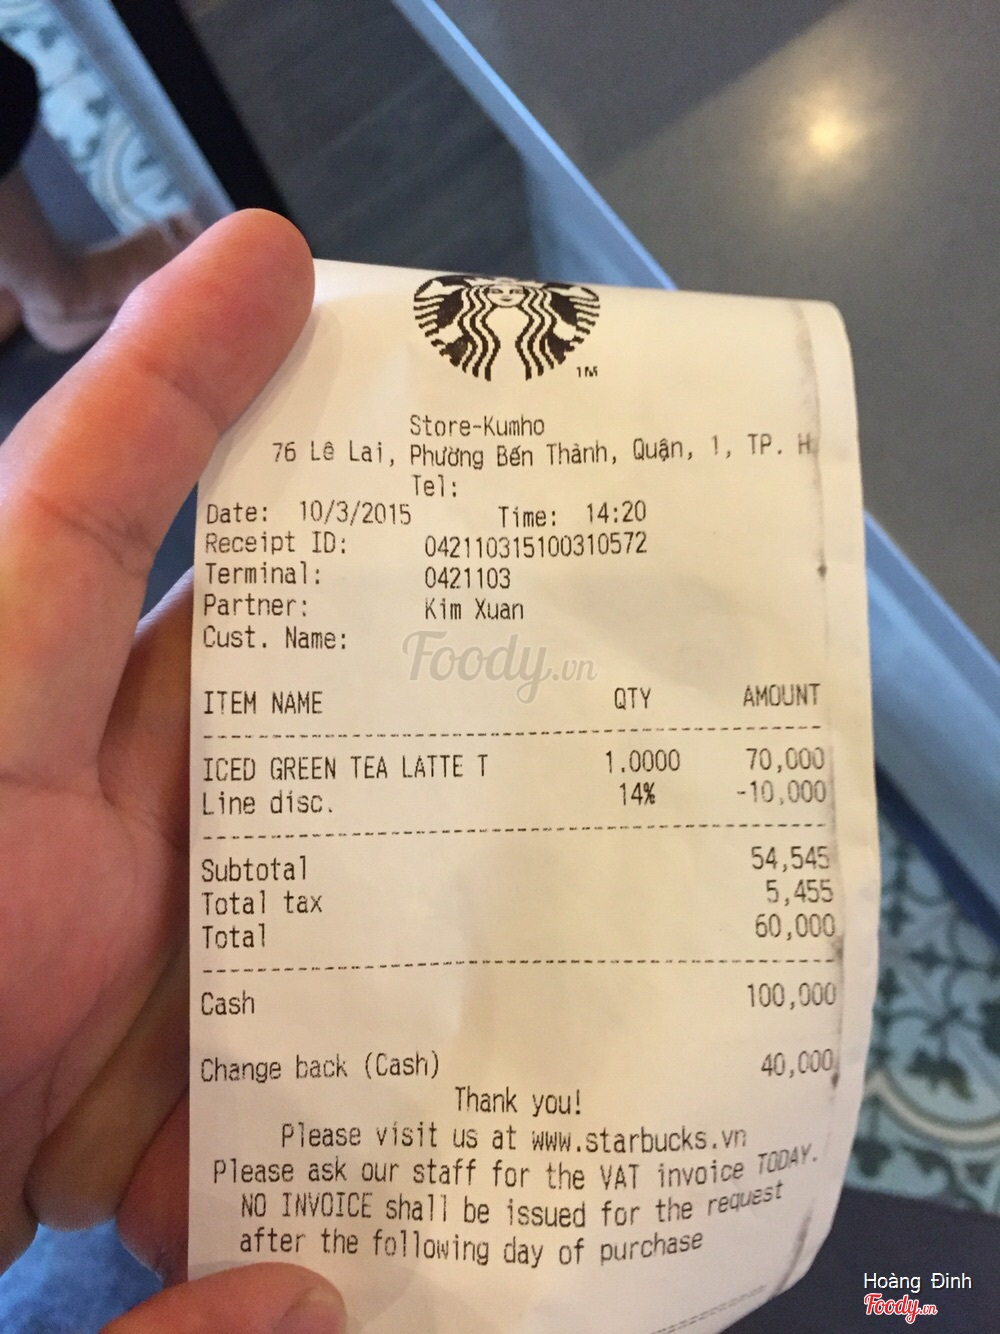 TM
Store-Kumho
76 Lê Lai, Phường Bến Thành, Quận, 1, TP. H
Tel:
Date: 10/3/2015 Time: 14:20
Receipt ID: 042110315100310572
Terminal: 0421103
Partner: Kim Xuan
Cust. Name:
Foody.vn
ITEM NAME QTY AMOUNT
ICED GREEN TEA LATTE T 1.0000 70,000
Line disc. 14% -10,000
Subtotal 54,545
Total tax 5,455
Total 60,000
Cash 100,000
Change back (Cash) 40,000
Thank you!
Please visit us at www.starbucks.vn
Please ask our staff for the VAT invoice TODAY.
NO INVOICE shall be issued for the request
after the following day of purchase
Hoàng Đinh
Foody.vn